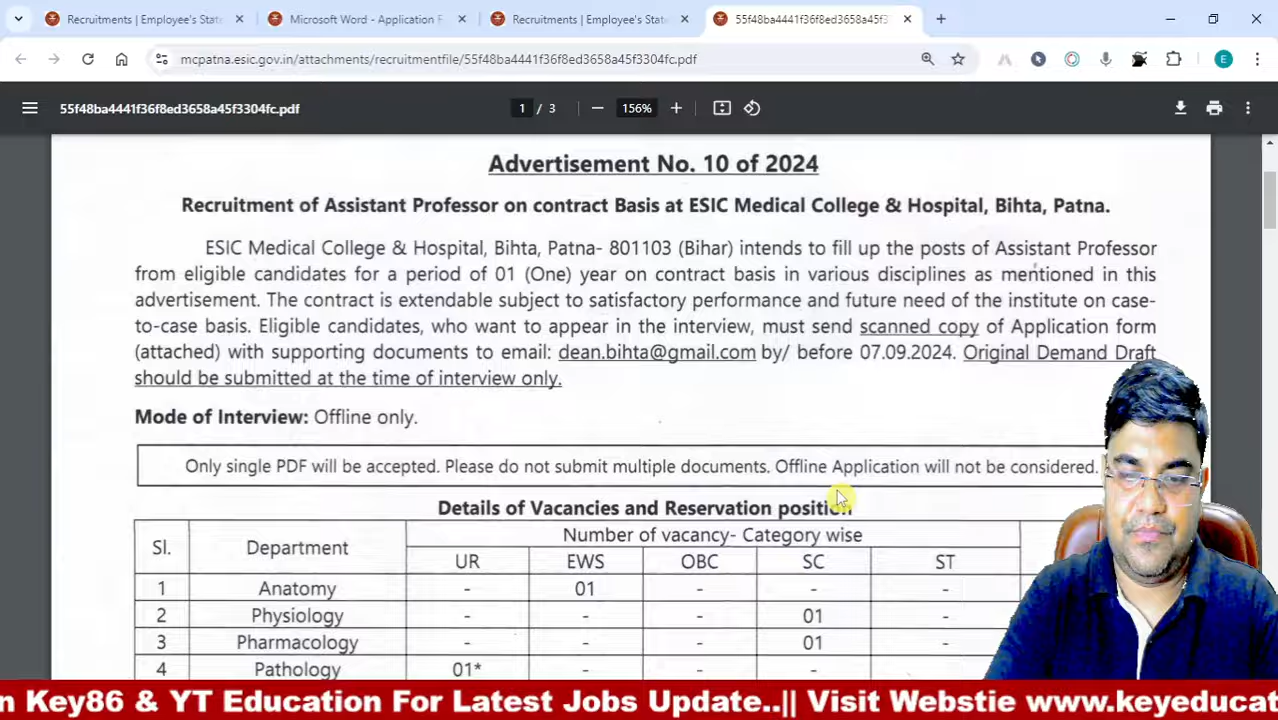 Recruitments | Employee's State
Microsoft Word - Application F
Recruitments | Employee's State
55f48ba4441f36f8ed3658a45f3
mcpatna.esic.gov.in/attachments/recruitmentfile/55f48ba4441f36f8ed3658a45f3304fc.pdf
E
55f48ba4441f36f8ed3658a45f3304fc.pdf
1 / 3
156%
Advertisement No. 10 of 2024
Recruitment of Assistant Professor on contract Basis at ESIC Medical College & Hospital, Bihta, Patna.
ESIC Medical College & Hospital, Bihta, Patna- 801103 (Bihar) intends to fill up the posts of Assistant Professor
from eligible candidates for a period of 01 (One) year on contract basis in various disciplines as mentioned in this
advertisement. The contract is extendable subject to satisfactory performance and future need of the institute on case-
to-case basis. Eligible candidates, who want to appear in the interview, must send scanned copy of Application form
(attached) with supporting documents to email: dean.bihta@gmail.com by/ before 07.09.2024. Original Demand Draft
should be submitted at the time of interview only.
Mode of Interview: Offline only.
Only single PDF will be accepted. Please do not submit multiple documents. Offline Application will not be considered.
Details of Vacancies and Reservation position
Sl. Department Number of vacancy- Category wise
UR EWS OBC SC ST
1 Anatomy - 01 - - -
2 Physiology - - - 01 -
3 Pharmacology - - - 01 -
4 Pathology 01* - - - -
n Key86 & YT Education For Latest Jobs Update..|| Visit Webstie www.keyeducat